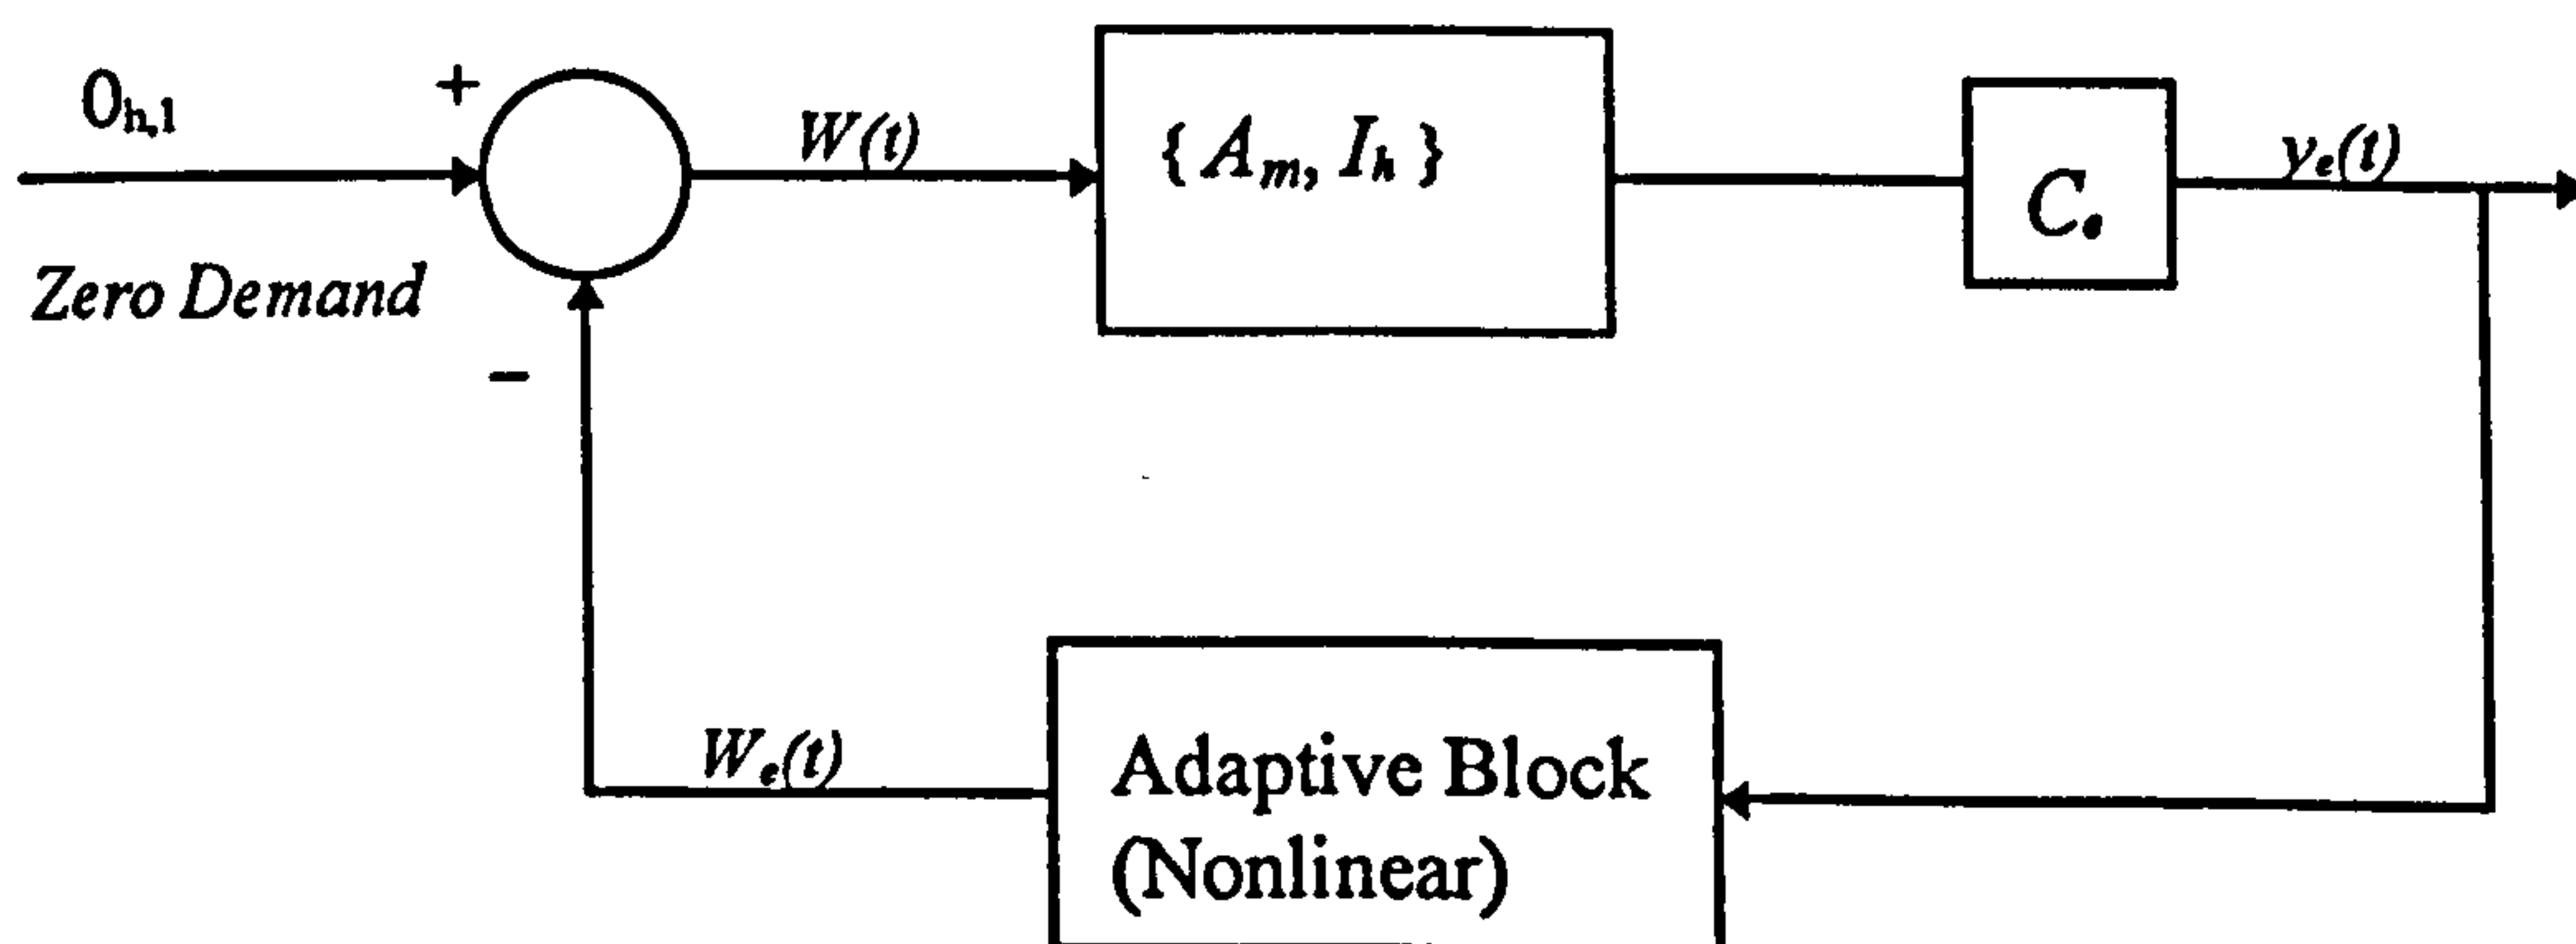 0h,1
+
W(t)
{ Am, Ih }
Ce
ye(t)
Zero Demand
−
We(t)
Adaptive Block
(Nonlinear)